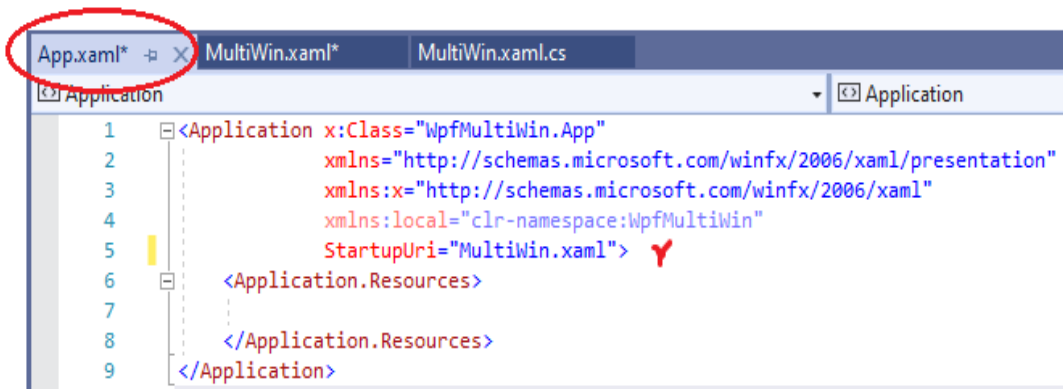 App.xaml* MultiWin.xaml* MultiWin.xaml.cs
Application Application
1 <Application x:Class="WpfMultiWin.App"
2 xmlns="http://schemas.microsoft.com/winfx/2006/xaml/presentation"
3 xmlns:x="http://schemas.microsoft.com/winfx/2006/xaml"
4 xmlns:local="clr-namespace:WpfMultiWin"
5 StartupUri="MultiWin.xaml">
6 <Application.Resources>
7
8 </Application.Resources>
9 </Application>